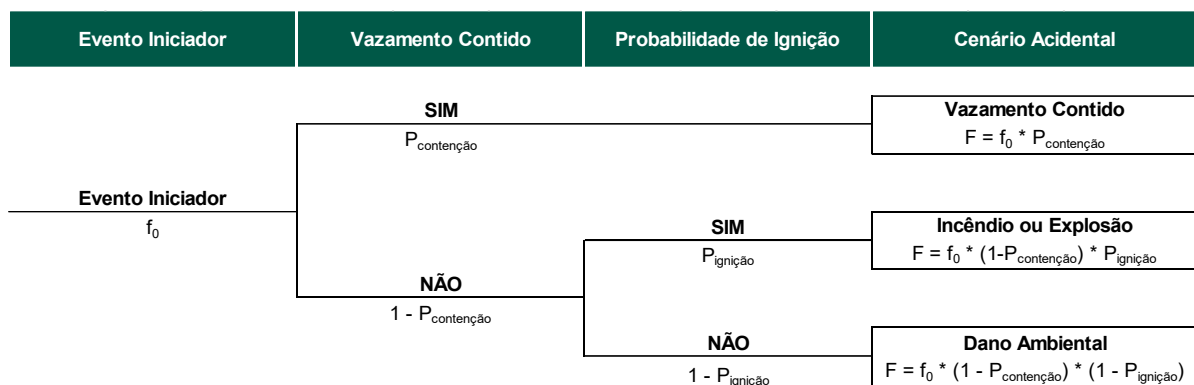 Evento Iniciador
Vazamento Contido
Probabilidade de Ignição
Cenário Acidental
SIM
P contenção
Vazamento Contido
F = f0 * Pcontenção
Evento Iniciador
f0
SIM
Pignição
Incêndio ou Explosão
F = f0 * (1-Pcontenção) * Pignição
NÃO
1 - Pcontenção
NÃO
1 - Pignição
Dano Ambiental
F = f0 * (1 - Pcontenção) * (1 - Pignição)